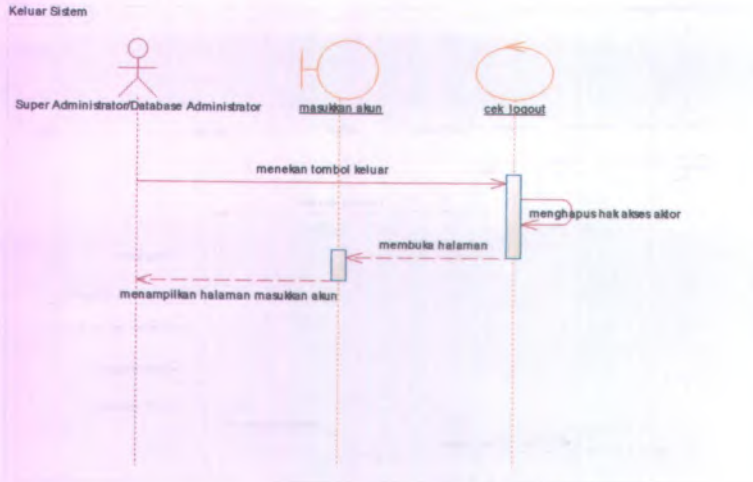 Keluar Sistem
Super Administrator/Database Administrator
masukkan akun
cek logout
menekan tombol keluar
menghapus hak akses aktor
membuka halaman
menampilkan halaman masukkan akun